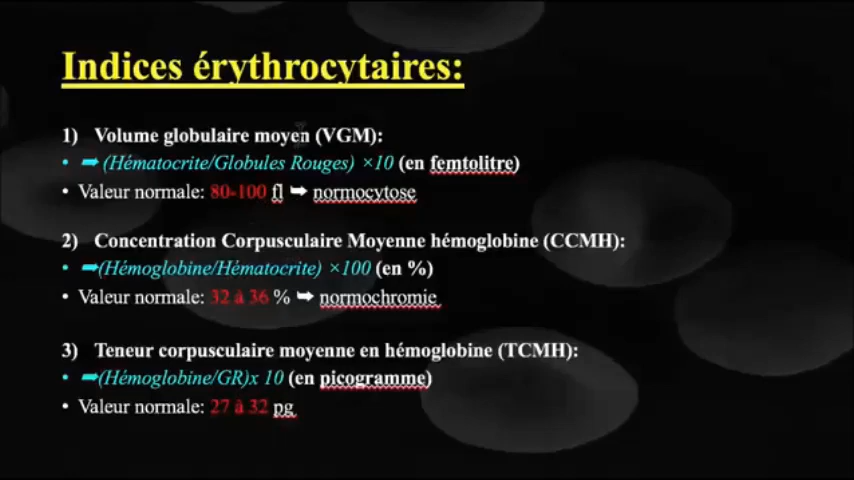 Indices érythrocytaires:
1) Volume globulaire moyen (VGM):
• ➡ (Hématocrite/Globules Rouges) ×10 (en femtolitre)
• Valeur normale: 80-100 fl ➥ normocytose
2) Concentration Corpusculaire Moyenne hémoglobine (CCMH):
• ➡(Hémoglobine/Hématocrite) ×100 (en %)
• Valeur normale: 32 à 36 % ➥ normochromie
3) Teneur corpusculaire moyenne en hémoglobine (TCMH):
• ➡(Hémoglobine/GR)x 10 (en picogramme)
• Valeur normale: 27 à 32 pg